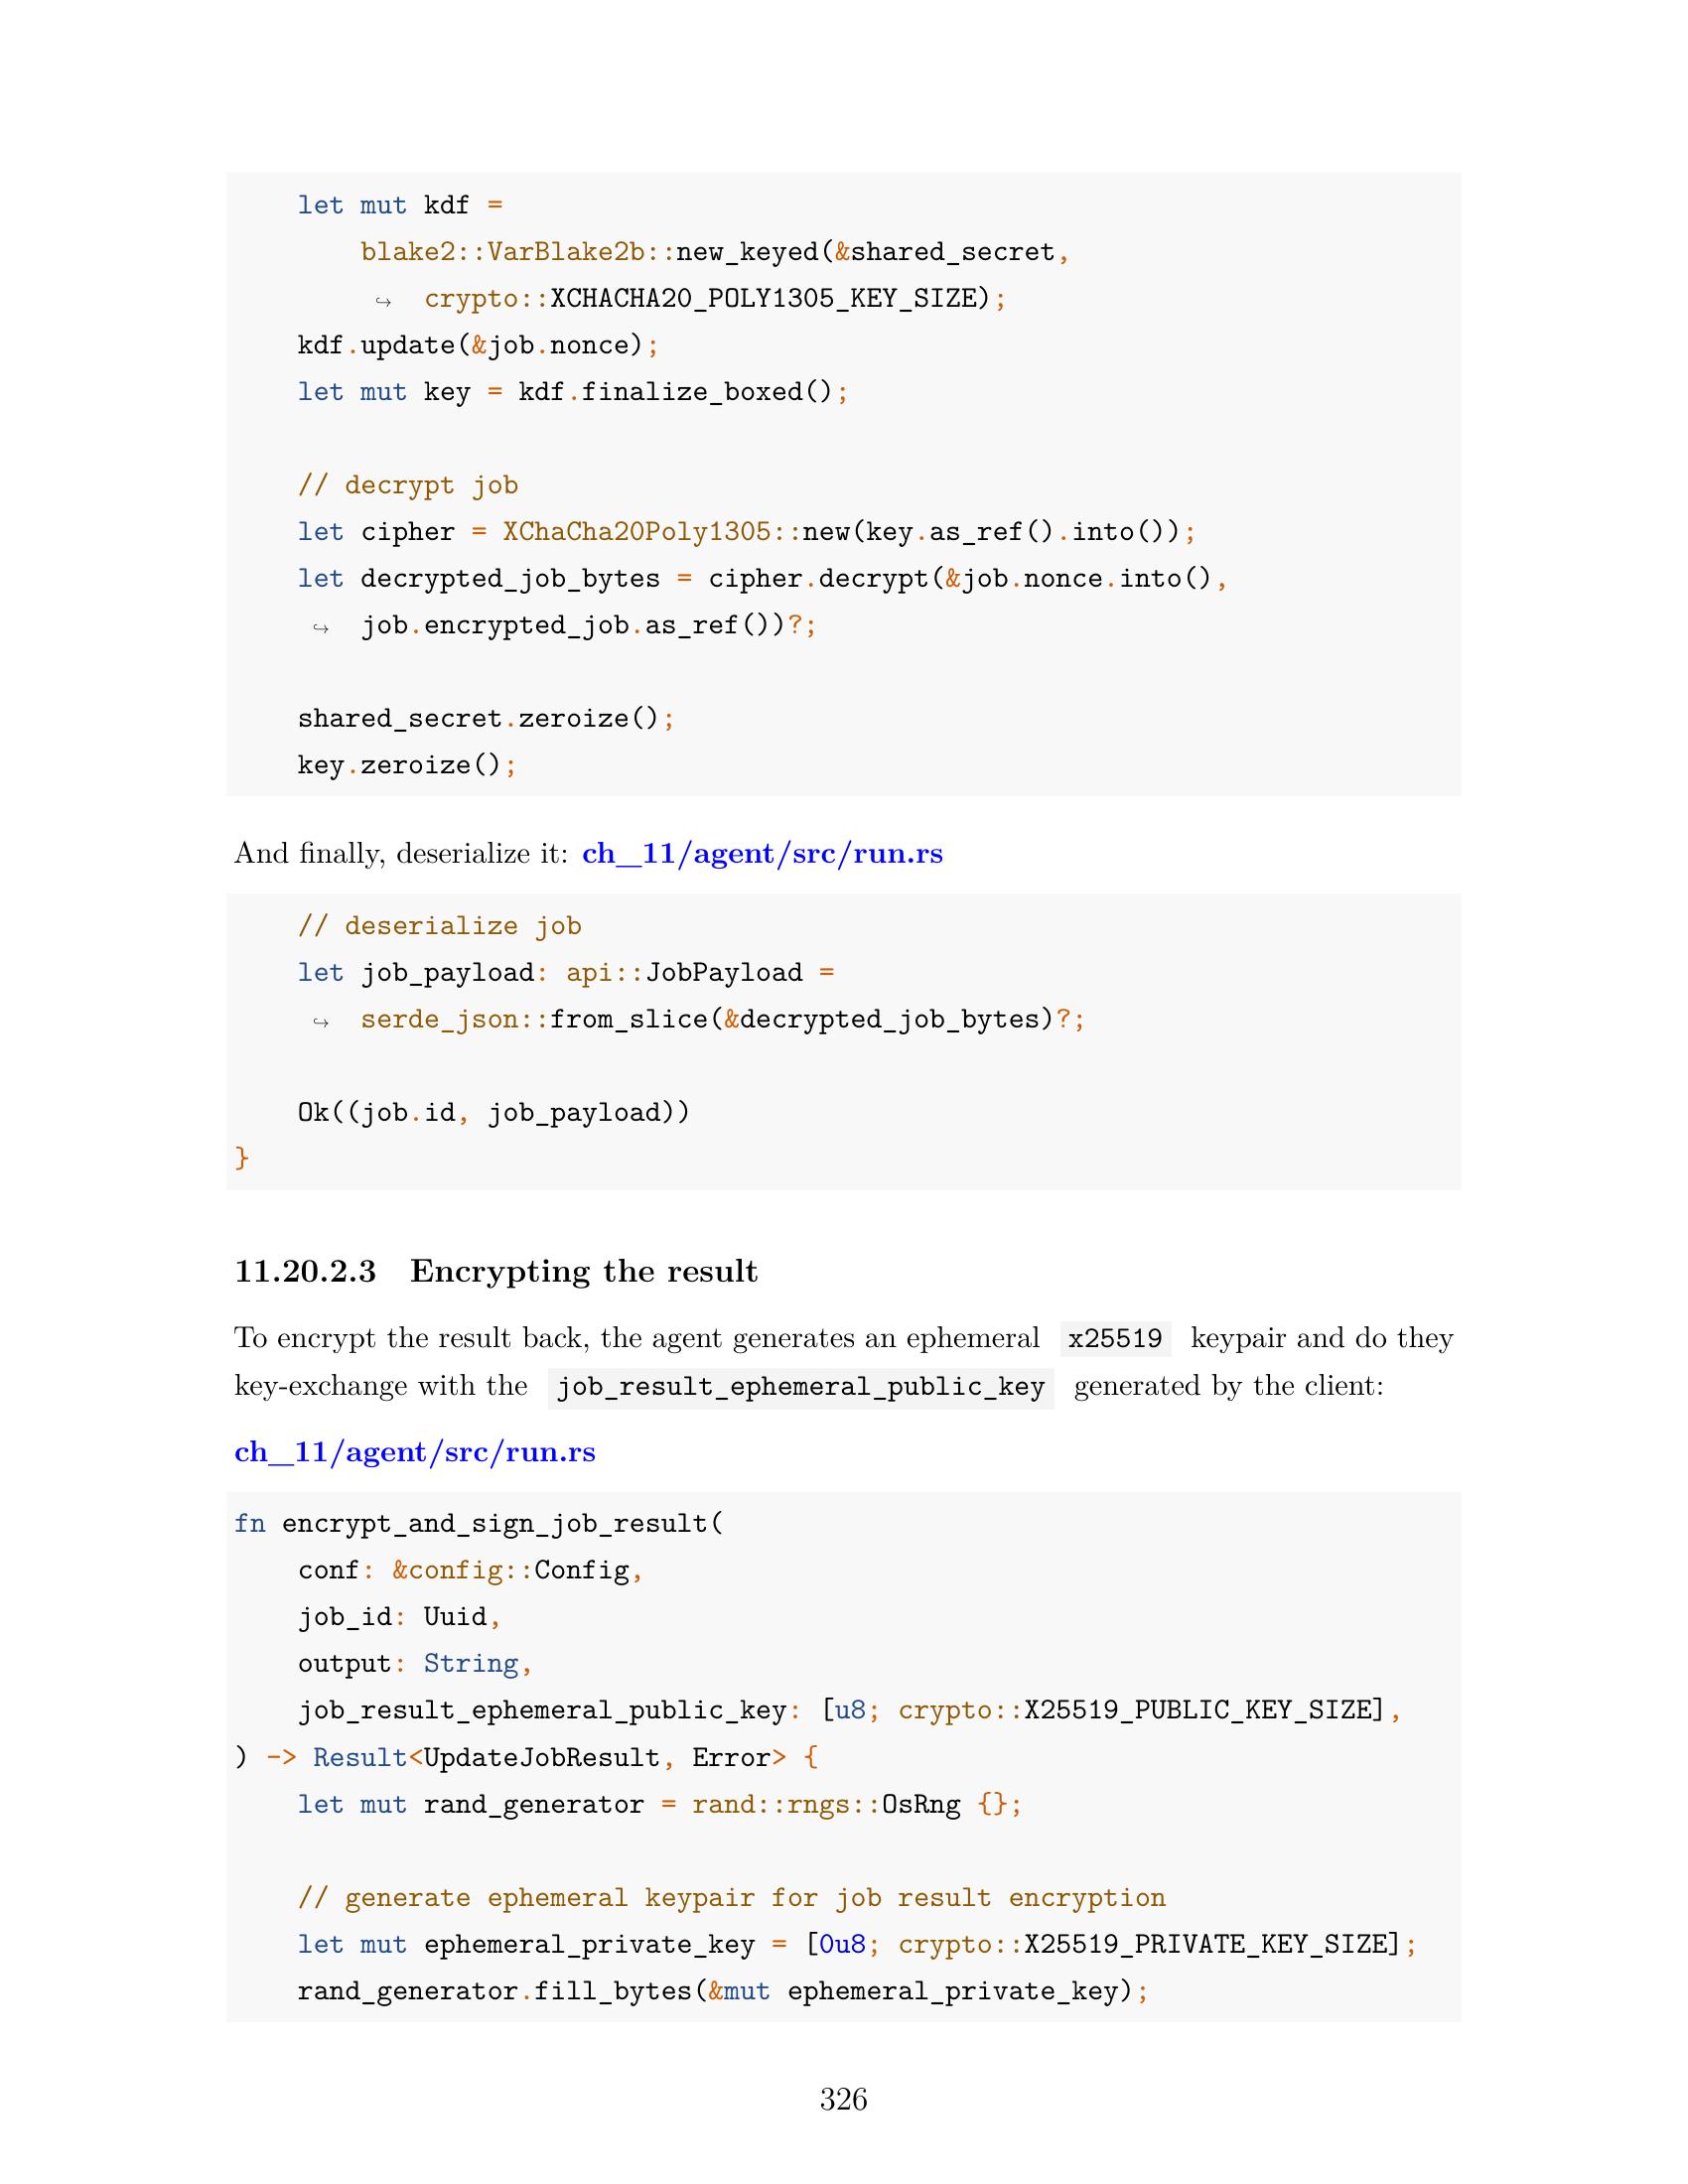 let mut kdf =
        blake2::VarBlake2b::new_keyed(&shared_secret,
         ↪  crypto::XCHACHA20_POLY1305_KEY_SIZE);
    kdf.update(&job.nonce);
    let mut key = kdf.finalize_boxed();

    // decrypt job
    let cipher = XChaCha20Poly1305::new(key.as_ref().into());
    let decrypted_job_bytes = cipher.decrypt(&job.nonce.into(),
     ↪  job.encrypted_job.as_ref())?;

    shared_secret.zeroize();
    key.zeroize();
And finally, deserialize it: ch_11/agent/src/run.rs
    // deserialize job
    let job_payload: api::JobPayload =
     ↪  serde_json::from_slice(&decrypted_job_bytes)?;

    Ok((job.id, job_payload))
}
11.20.2.3 Encrypting the result
To encrypt the result back, the agent generates an ephemeral x25519 keypair and do they
key-exchange with the job_result_ephemeral_public_key generated by the client:
ch_11/agent/src/run.rs
fn encrypt_and_sign_job_result(
    conf: &config::Config,
    job_id: Uuid,
    output: String,
    job_result_ephemeral_public_key: [u8; crypto::X25519_PUBLIC_KEY_SIZE],
) -> Result<UpdateJobResult, Error> {
    let mut rand_generator = rand::rngs::OsRng {};

    // generate ephemeral keypair for job result encryption
    let mut ephemeral_private_key = [0u8; crypto::X25519_PRIVATE_KEY_SIZE];
    rand_generator.fill_bytes(&mut ephemeral_private_key);
326